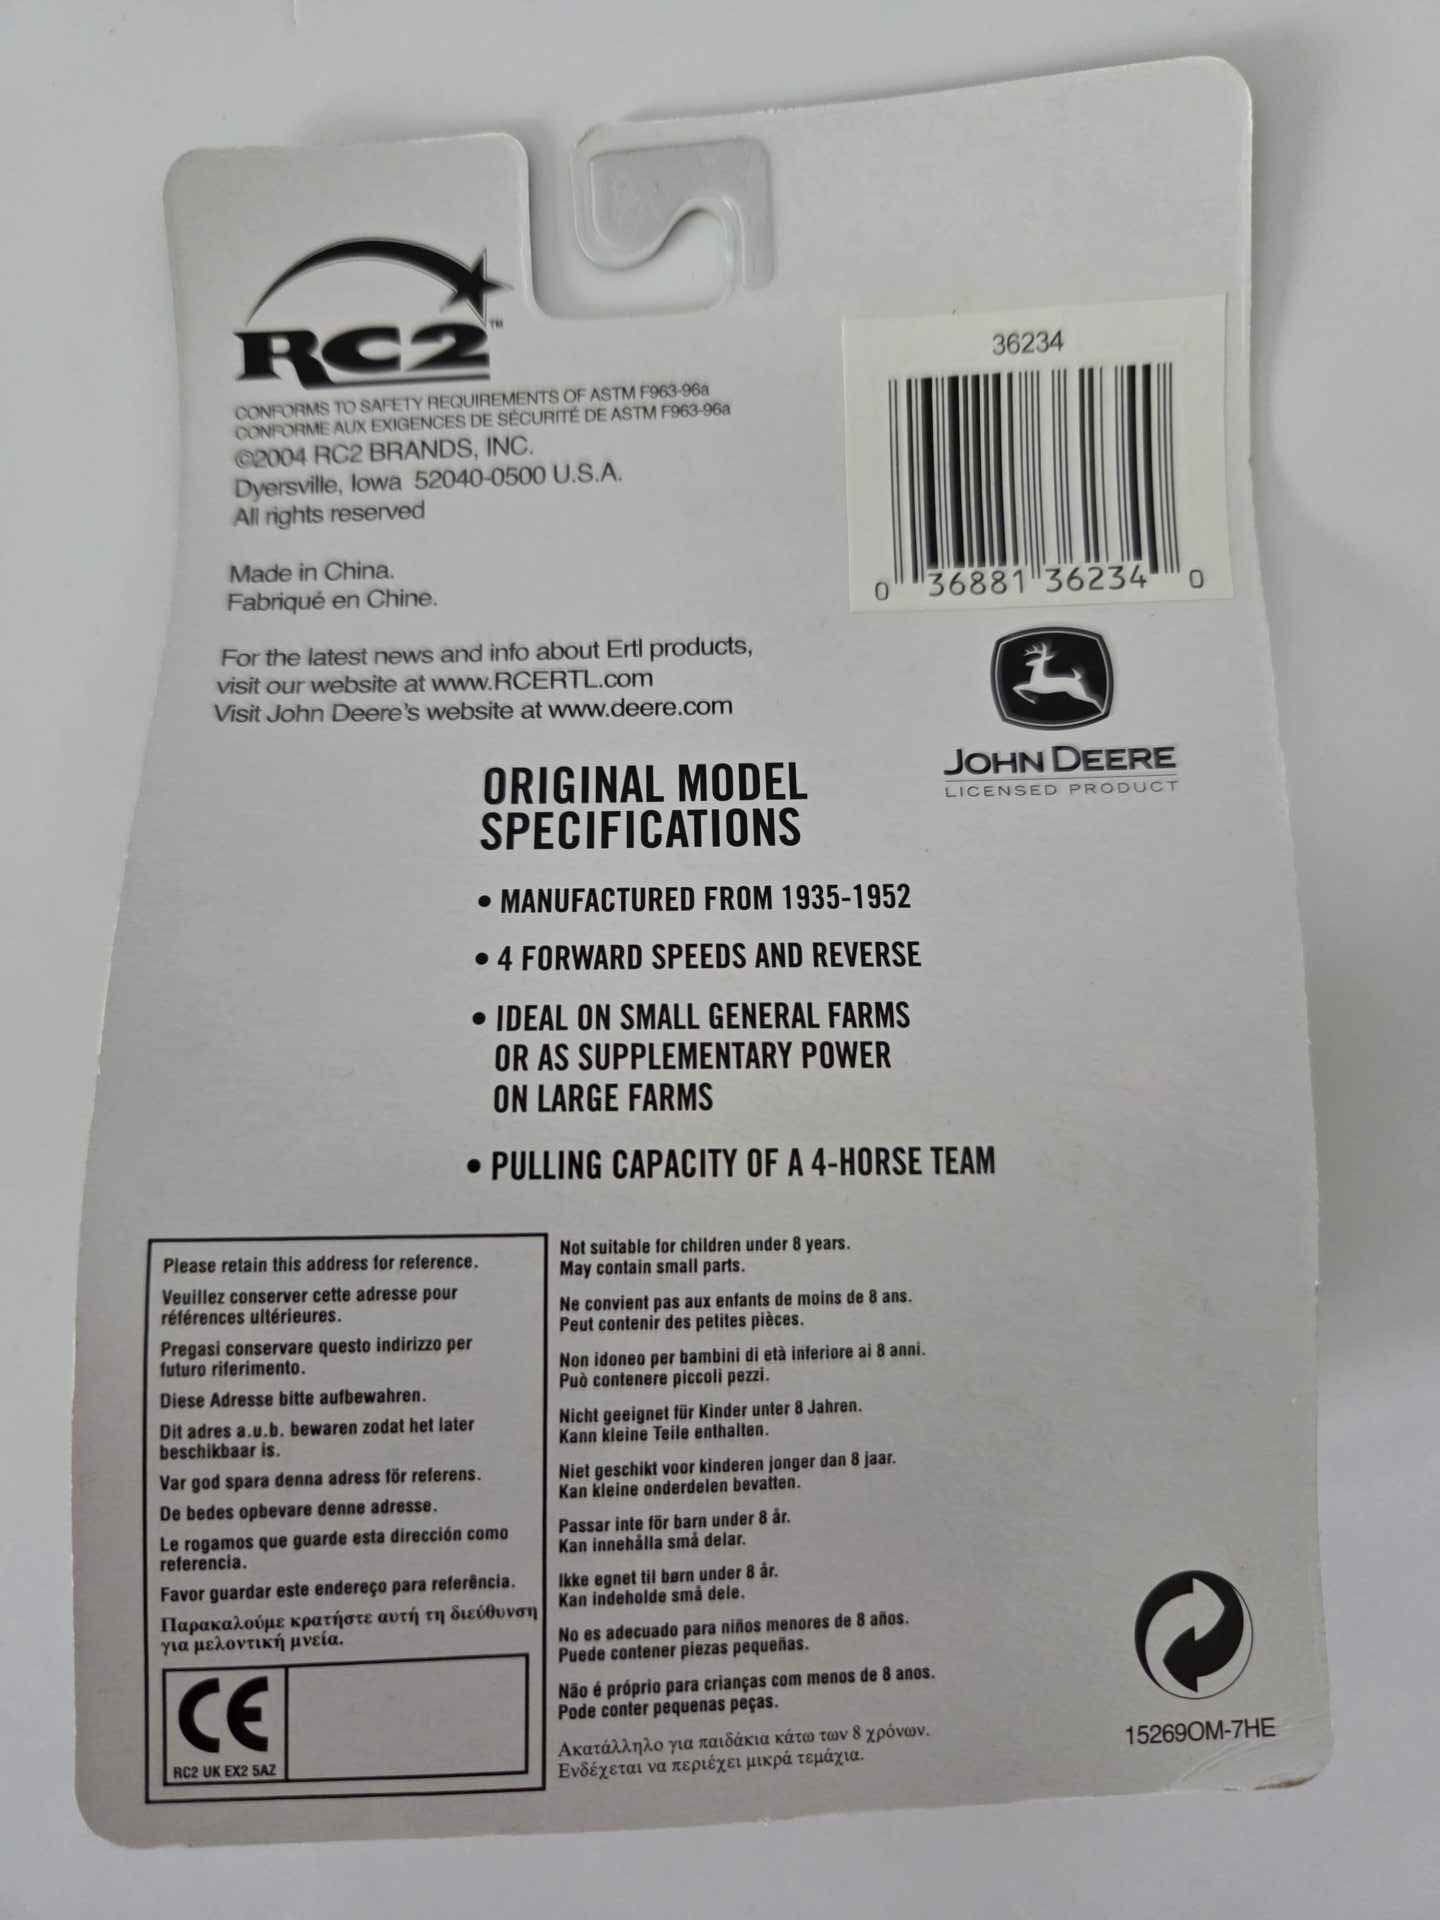 RC2™
CONFORMS TO SAFETY REQUIREMENTS OF ASTM F963-96a
CONFORME AUX EXIGENCES DE SÉCURITÉ DE ASTM F963-96a
©2004 RC2 BRANDS, INC.
Dyersville, Iowa 52040-0500 U.S.A.
All rights reserved
Made in China.
Fabriqué en Chine.
For the latest news and info about Ertl products,
visit our website at www.RCERTL.com
Visit John Deere's website at www.deere.com
36234
0 36881 36234 0
JOHN DEERE
LICENSED PRODUCT
ORIGINAL MODEL
SPECIFICATIONS
• MANUFACTURED FROM 1935-1952
• 4 FORWARD SPEEDS AND REVERSE
• IDEAL ON SMALL GENERAL FARMS
OR AS SUPPLEMENTARY POWER
ON LARGE FARMS
• PULLING CAPACITY OF A 4-HORSE TEAM
Please retain this address for reference.
Veuillez conserver cette adresse pour
références ultérieures.
Pregasi conservare questo indirizzo per
futuro riferimento.
Diese Adresse bitte aufbewahren.
Dit adres a.u.b. bewaren zodat het later
beschikbaar is.
Var god spara denna adress för referens.
De bedes opbevare denne adresse.
Le rogamos que guarde esta dirección como
referencia.
Favor guardar este endereço para referência.
Παρακαλούμε κρατήστε αυτή τη διεύθυνση
για μελοντική μνεία.
CE
RC2 UK EX2 5AZ
Not suitable for children under 8 years.
May contain small parts.
Ne convient pas aux enfants de moins de 8 ans.
Peut contenir des petites pièces.
Non idoneo per bambini di età inferiore ai 8 anni.
Può contenere piccoli pezzi.
Nicht geeignet für Kinder unter 8 Jahren.
Kann kleine Teile enthalten.
Niet geschikt voor kinderen jonger dan 8 jaar.
Kan kleine onderdelen bevatten.
Passar inte för barn under 8 år.
Kan innehålla små delar.
Ikke egnet til børn under 8 år.
Kan indeholde små dele.
No es adecuado para niños menores de 8 años.
Puede contener piezas pequeñas.
Não é próprio para crianças com menos de 8 anos.
Pode conter pequenas peças.
Ακατάλληλο για παιδάκια κάτω των 8 χρόνων.
Ενδέχεται να περιέχει μικρά τεμάχια.
15269OM-7HE